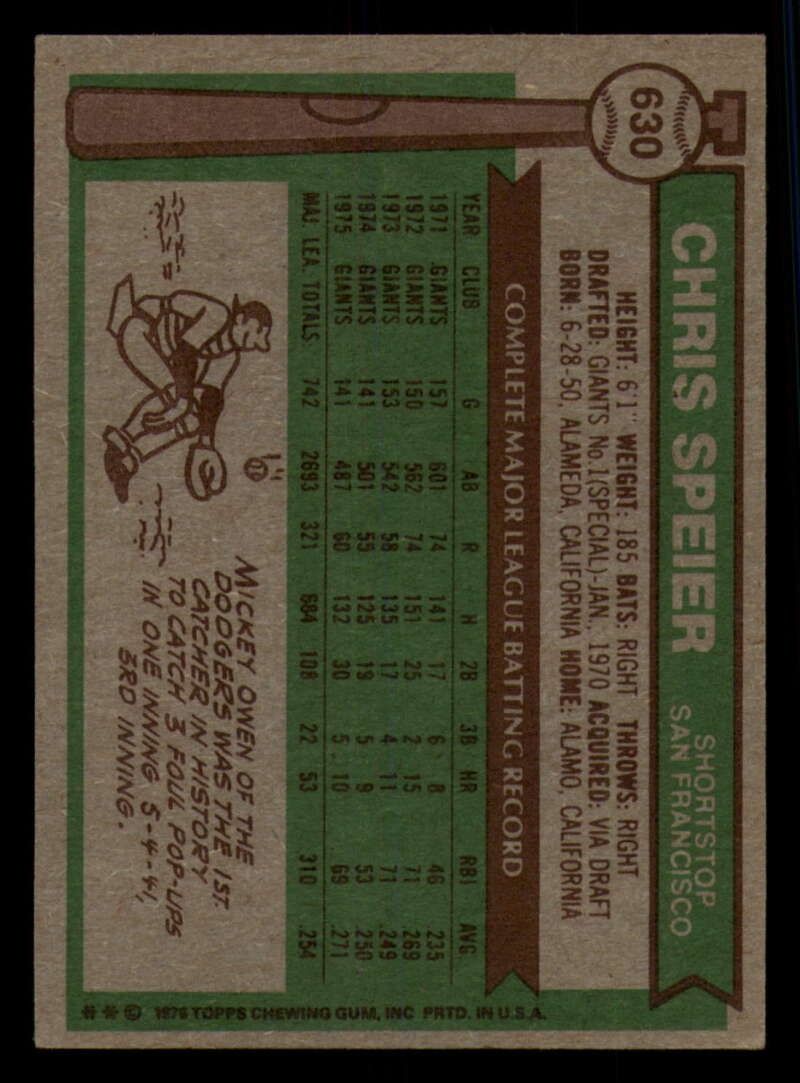 630
CHRIS SPEIER
SHORTSTOP
SAN FRANCISCO
HEIGHT: 6'1" WEIGHT: 185 BATS: RIGHT THROWS: RIGHT
DRAFTED: GIANTS No.1(SPECIAL)-JAN., 1970 ACQUIRED: VIA DRAFT
BORN: 6-28-50, ALAMEDA, CALIFORNIA HOME: ALAMO, CALIFORNIA
COMPLETE MAJOR LEAGUE BATTING RECORD
YEAR CLUB G AB R H 2B 3B HR RBI AVG.
1971 GIANTS 157 601 74 141 17 6 8 46 .235
1972 GIANTS 150 562 74 151 25 2 15 71 .269
1973 GIANTS 153 542 58 135 17 4 11 71 .249
1974 GIANTS 141 501 55 125 19 5 9 53 .250
1975 GIANTS 141 487 60 132 30 5 10 69 .271
MAJ. LEA. TOTALS 742 2693 321 684 108 22 53 310 .254
MICKEY OWEN OF THE
DODGERS WAS THE 1ST
CATCHER IN HISTORY
TO CATCH 3 FOUL POP-UPS
IN ONE INNING 5-4-41,
3RD INNING.
* * © 1976 TOPPS CHEWING GUM, INC PRTD. IN U.S.A.